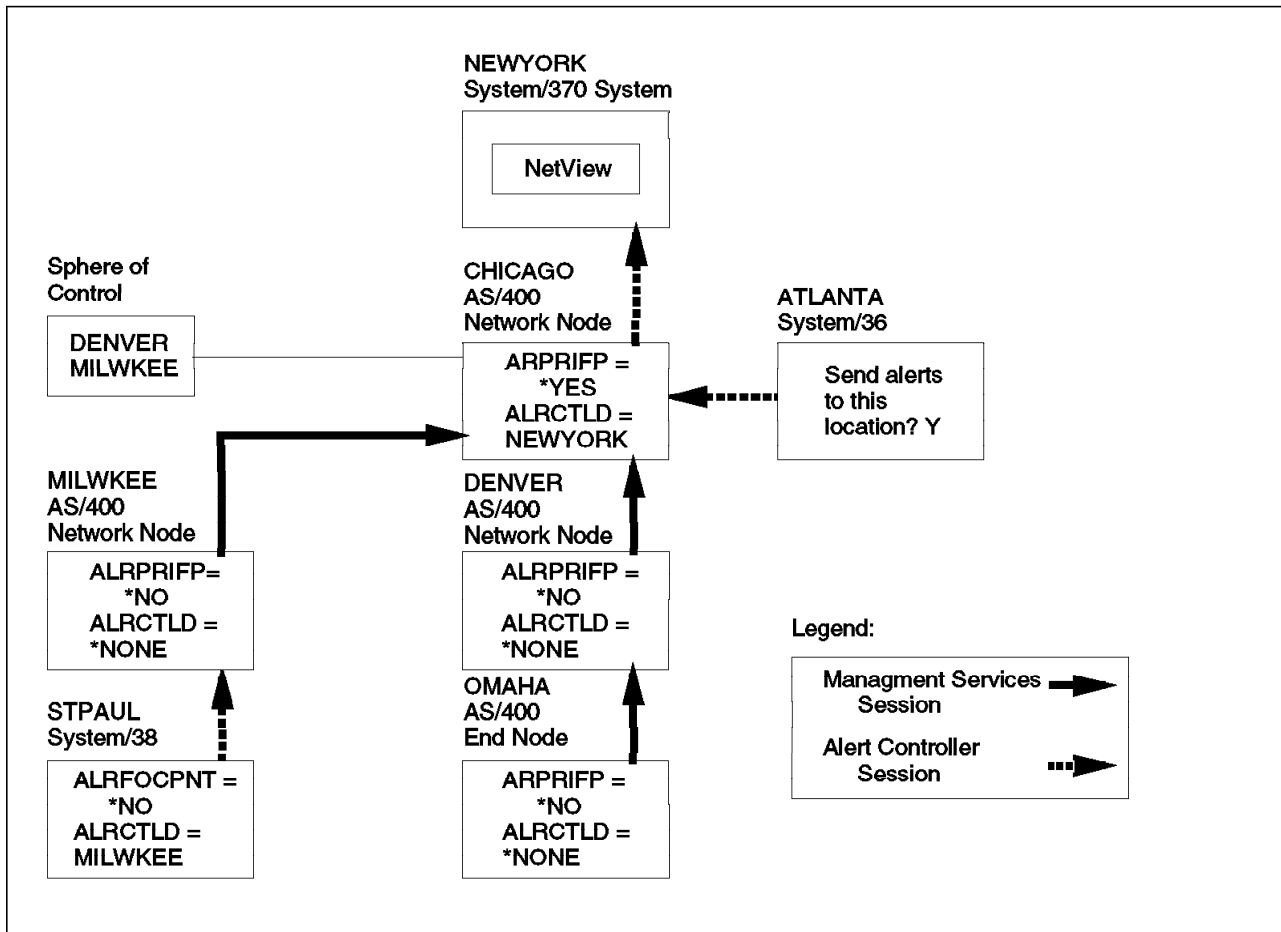 NEWYORK
System/370 System
NetView
Sphere of
Control
DENVER
MILWKEE
CHICAGO
AS/400
Network Node
ARPRIFP =
*YES
ALRCTLD =
NEWYORK
ATLANTA
System/36
Send alerts
to this
location? Y
MILWKEE
AS/400
Network Node
ALRPRIFP=
*NO
ALRCTLD =
*NONE
DENVER
AS/400
Network Node
ALRPRIFP =
*NO
ALRCTLD =
*NONE
STPAUL
System/38
ALRFOCPNT =
*NO
ALRCTLD =
MILWKEE
OMAHA
AS/400
End Node
ARPRIFP =
*NO
ALRCTLD =
*NONE
Legend:
Managment Services
Session
Alert Controller
Session